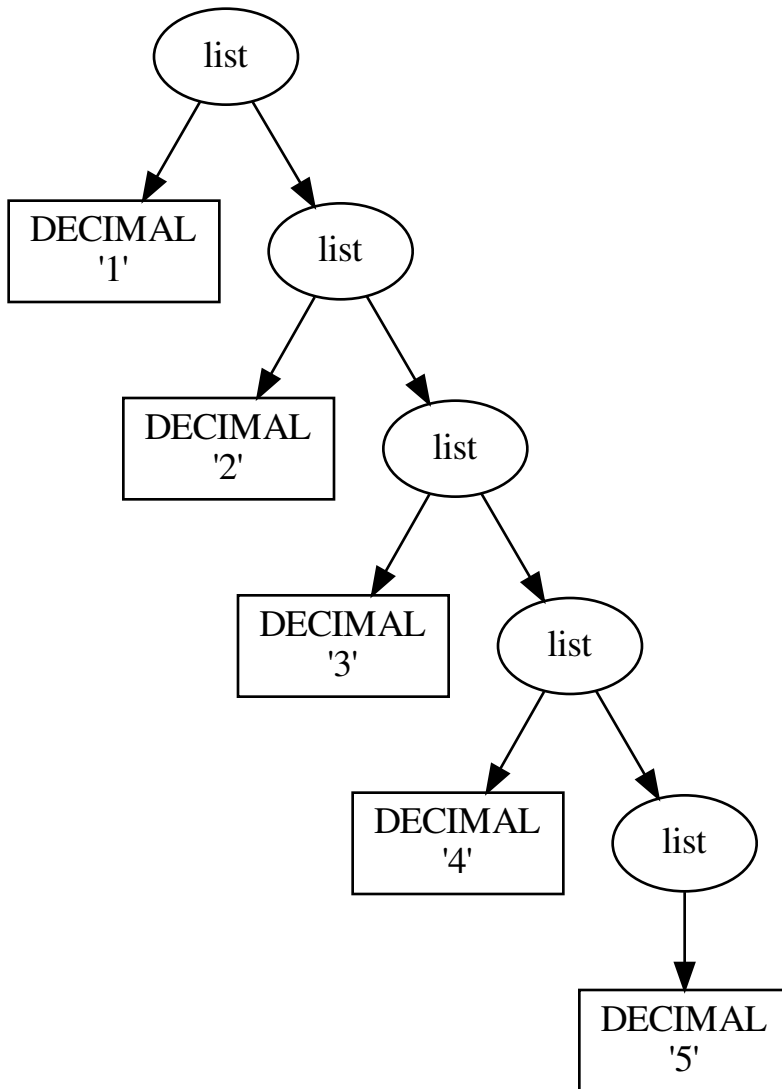 list
DECIMAL
'1'
list
DECIMAL
'2'
list
DECIMAL
'3'
list
DECIMAL
'4'
list
DECIMAL
'5'